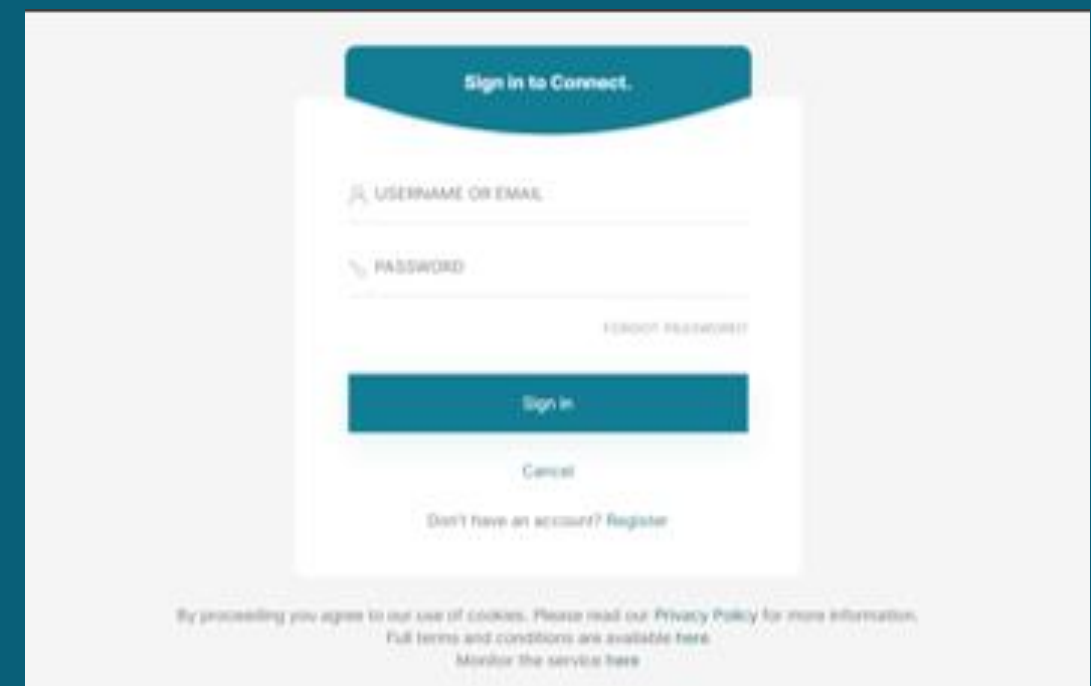 Sign in to Connect.
USERNAME OR EMAIL
PASSWORD
FORGOT PASSWORD?
Sign in
Cancel
Don't have an account? Register
By proceeding you agree to our use of cookies. Please read our Privacy Policy for more information.
Full terms and conditions are available here
Monitor the service here